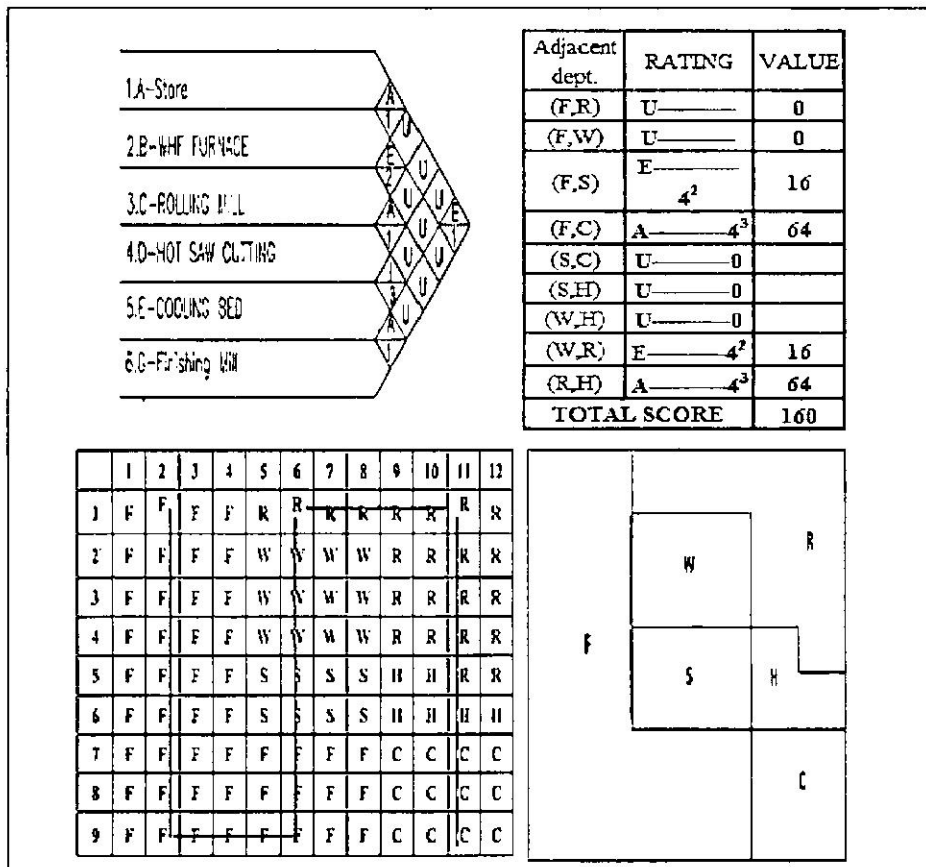 1.A-Store
2.B-WHF FURNACE
3.C-ROLLING MILL
4.D-HOT SAW CUTTING
5.E-COOLING BED
6.G-Finishing Mill
A
1 U
E U
2 U U
A U U E
1 U U 1
U U
3 U
A
1
Adjacent dept. RATING VALUE
(F,R) U 0
(F,W) U 0
(F,S) E 4² 16
(F,C) A 4³ 64
(S,C) U 0
(S,H) U 0
(W,H) U 0
(W,R) E 4² 16
(R,H) A 4³ 64
TOTAL SCORE 160
1 2 3 4 5 6 7 8 9 10 11 12
1 F F F F R R R R R R R R
2 F F F F W W W W R R R R
3 F F F F W W W W R R R R
4 F F F F W W W W R R R R
5 F F F F S S S S H H R R
6 F F F F S S S S H H H H
7 F F F F F F F F C C C C
8 F F F F F F F F C C C C
9 F F F F F F F F C C C C
W
R
F
S
H
C